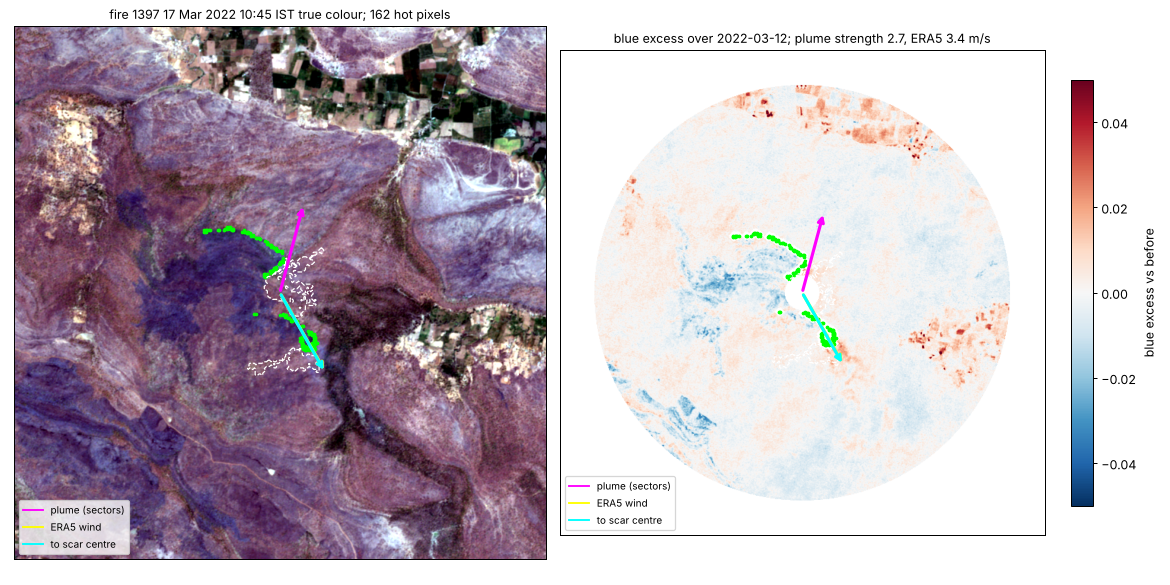 fire 1397 17 Mar 2022 10:45 IST true colour; 162 hot pixels
plume (sectors)
ERA5 wind
to scar centre
blue excess over 2022-03-12; plume strength 2.7, ERA5 3.4 m/s
plume (sectors)
ERA5 wind
to scar centre
0.04
0.02
0.00
−0.02
−0.04
blue excess vs before